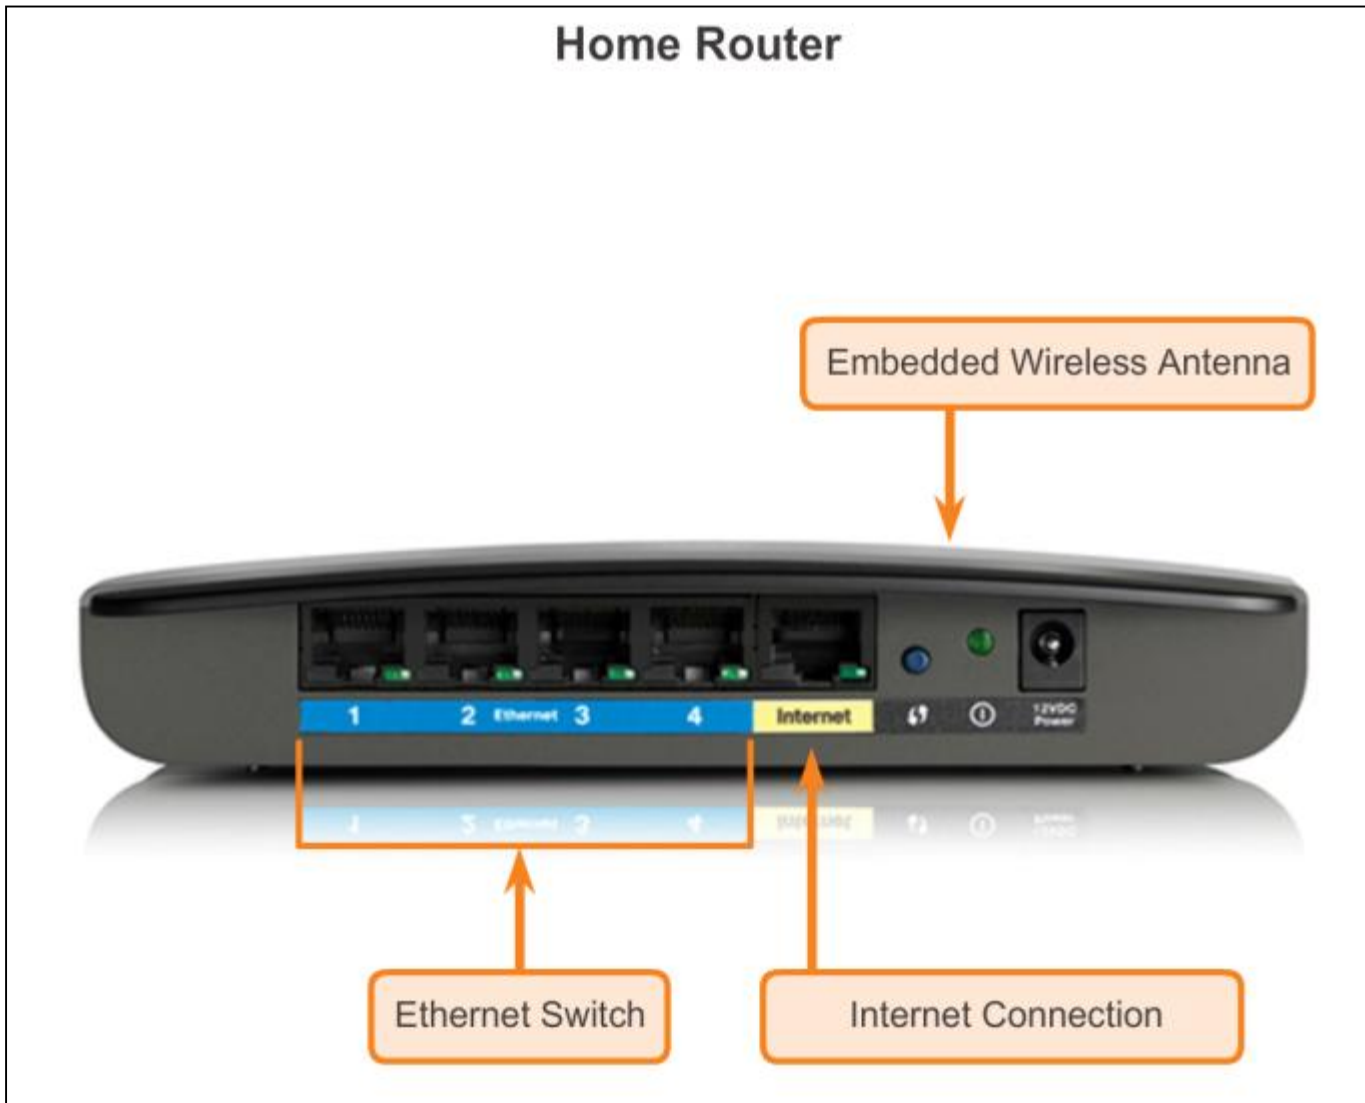 Home Router
Embedded Wireless Antenna
1 2 Ethernet 3 4 Internet 12VDC
Power
Ethernet Switch
Internet Connection